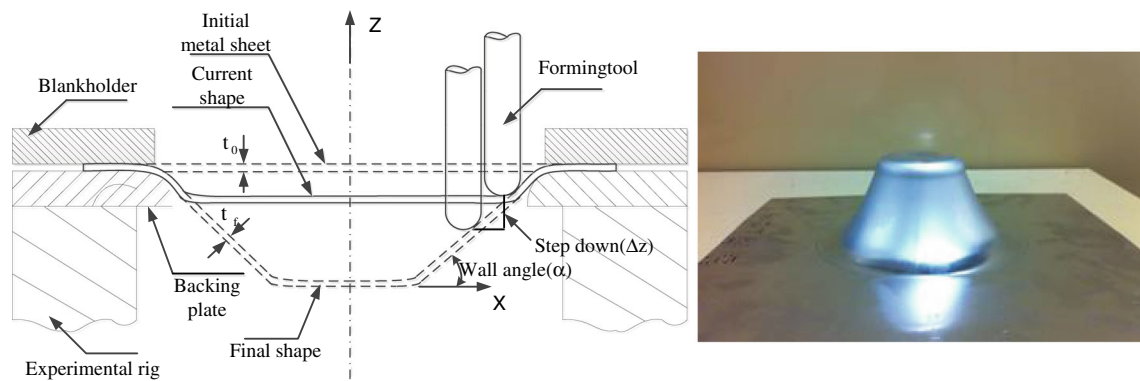 Initial
metal sheet
Z
Current
shape
Formingtool
Blankholder
t0
tf
Step down(Δz)
Wall angle(α)
X
Backing
plate
Final shape
Experimental rig